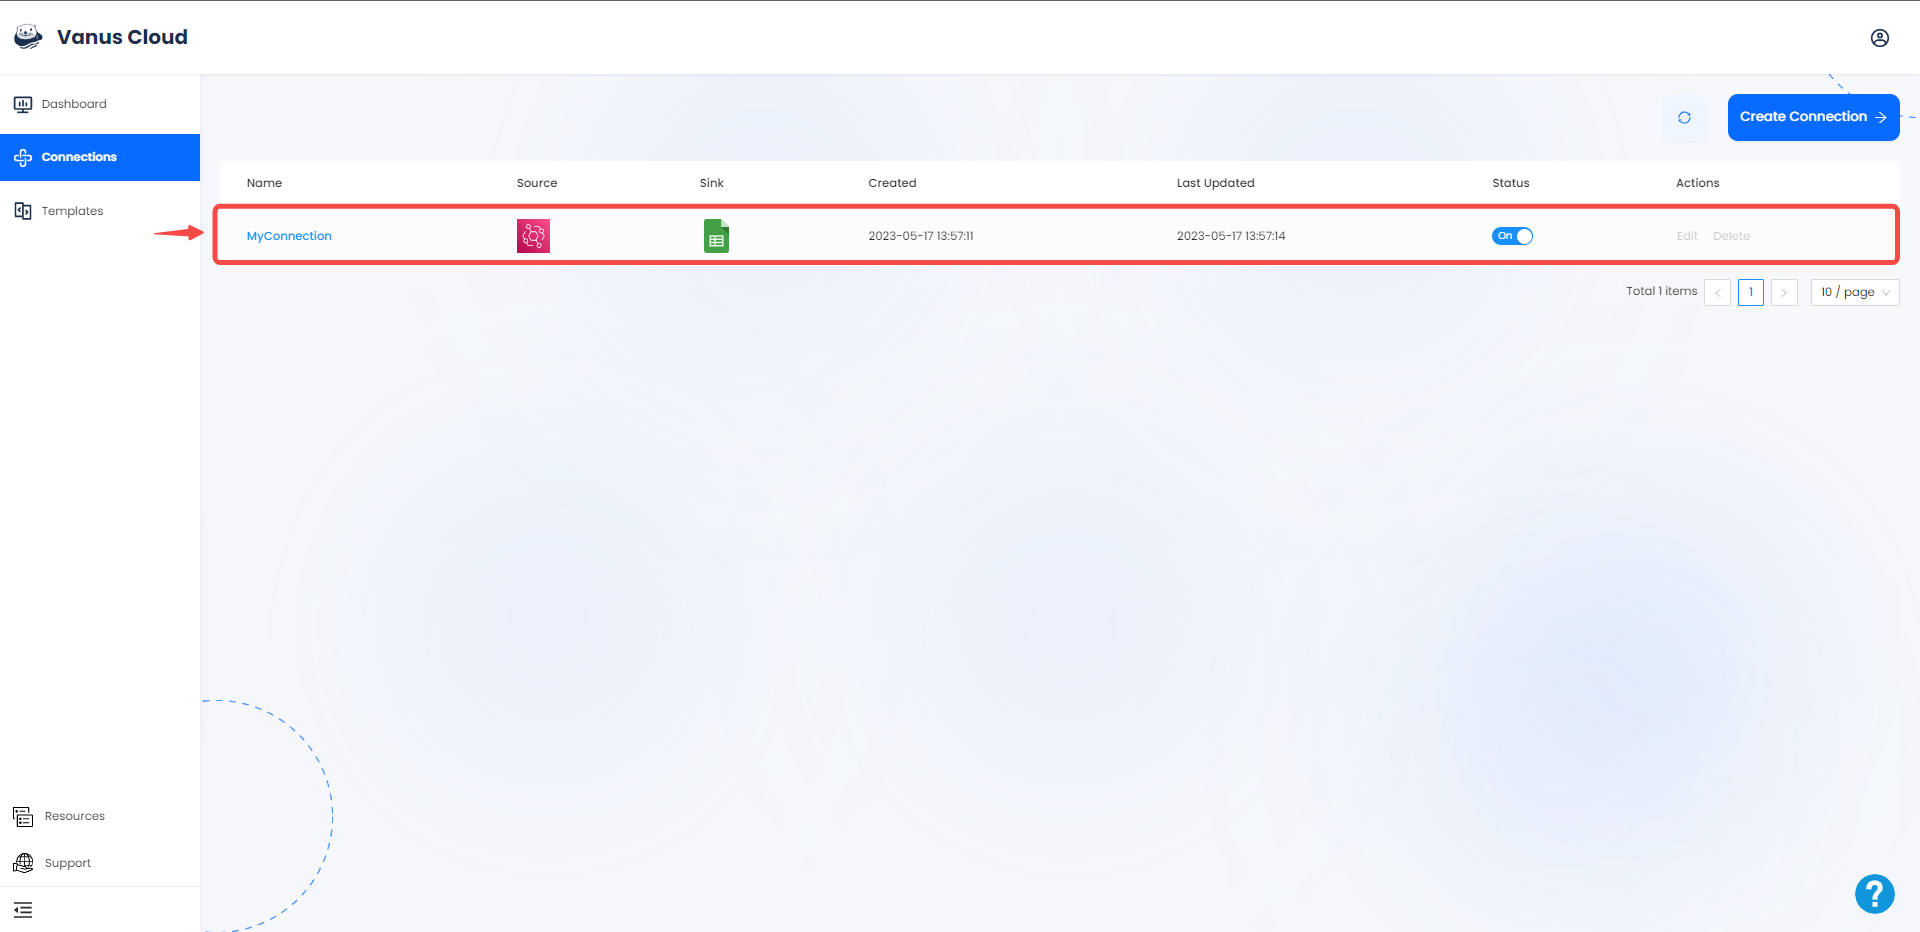 Vanus Cloud
Dashboard
Connections
Templates
Create Connection
Name Source Sink Created Last Updated Status Actions
MyConnection 2023-05-17 13:57:11 2023-05-17 13:57:14 On Edit Delete
Total 1 items < 1 > 10 / page
Resources
Support
?